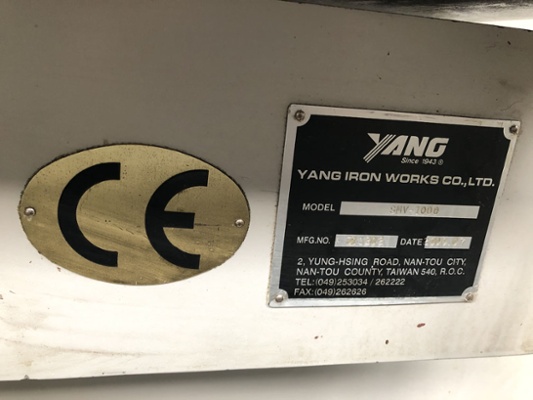 CE
YANG
Since 1943 ®
YANG IRON WORKS CO., LTD.
MODEL
MFG.NO. DATE
2, YUNG-HSING ROAD, NAN-TOU CITY,
NAN-TOU COUNTY, TAIWAN 540, R.O.C.
TEL:(049)253034 / 262222
FAX:(049)262626